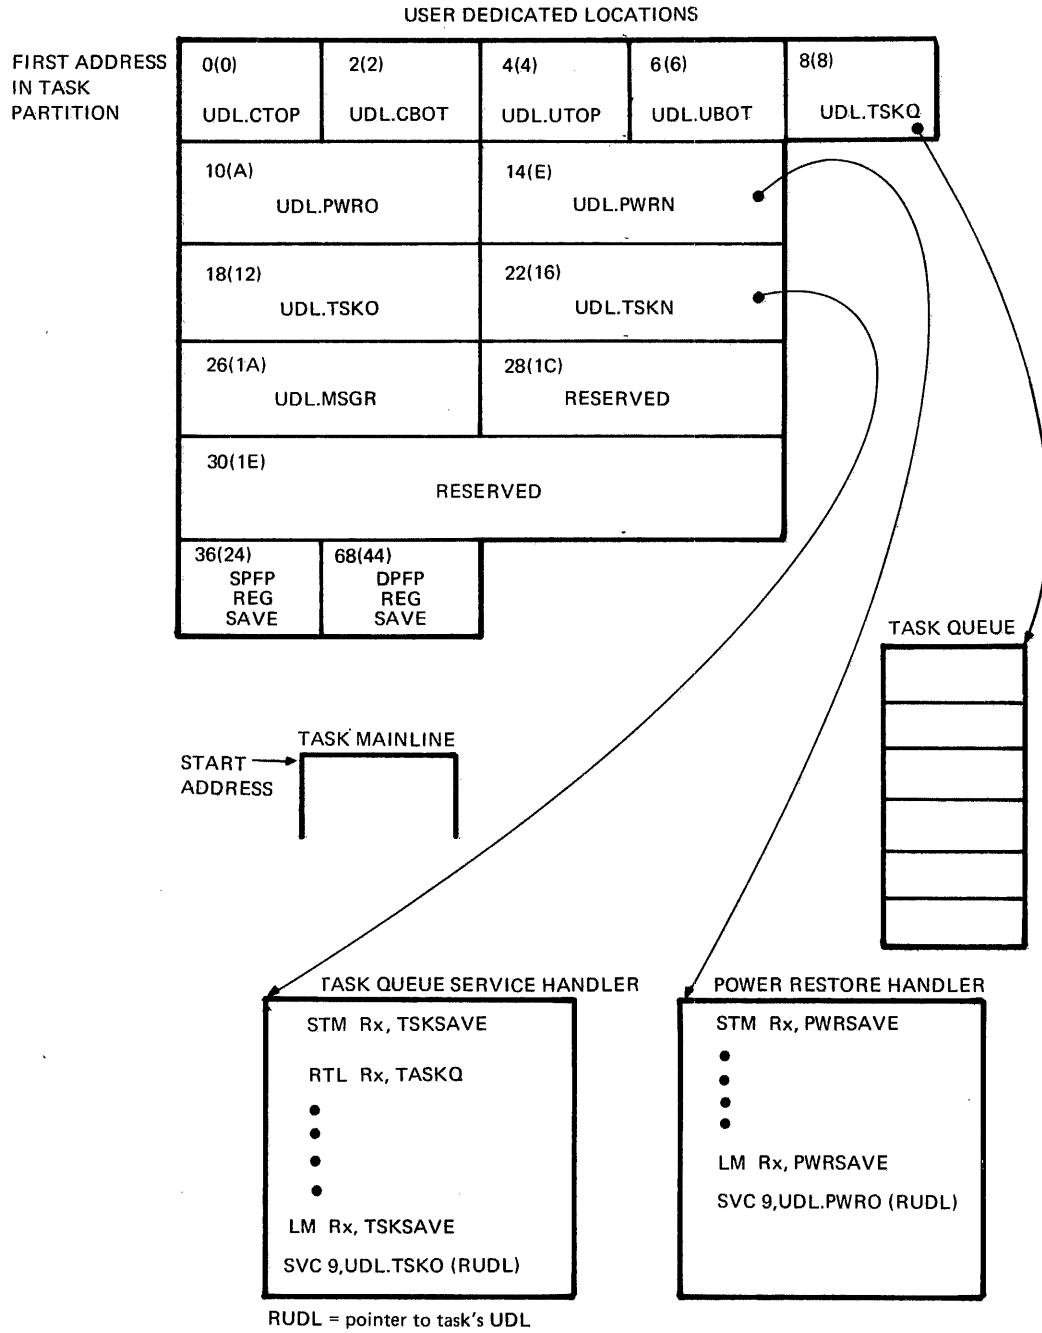 USER DEDICATED LOCATIONS
FIRST ADDRESS
IN TASK
PARTITION
0(0)
UDL.CTOP
2(2)
UDL.CBOT
4(4)
UDL.UTOP
6(6)
UDL.UBOT
8(8)
UDL.TSKQ
10(A)
UDL.PWRO
14(E)
UDL.PWRN
18(12)
UDL.TSKO
22(16)
UDL.TSKN
26(1A)
UDL.MSGR
28(1C)
RESERVED
30(1E)
RESERVED
36(24)
SPFP
REG
SAVE
68(44)
DPFP
REG
SAVE
TASK QUEUE
TASK MAINLINE
START
ADDRESS
TASK QUEUE SERVICE HANDLER
STM Rx, TSKSAVE
RTL Rx, TASKQ
LM Rx, TSKSAVE
SVC 9,UDL.TSKO (RUDL)
POWER RESTORE HANDLER
STM Rx, PWRSAVE
LM Rx, PWRSAVE
SVC 9,UDL.PWRO (RUDL)
RUDL = pointer to task's UDL